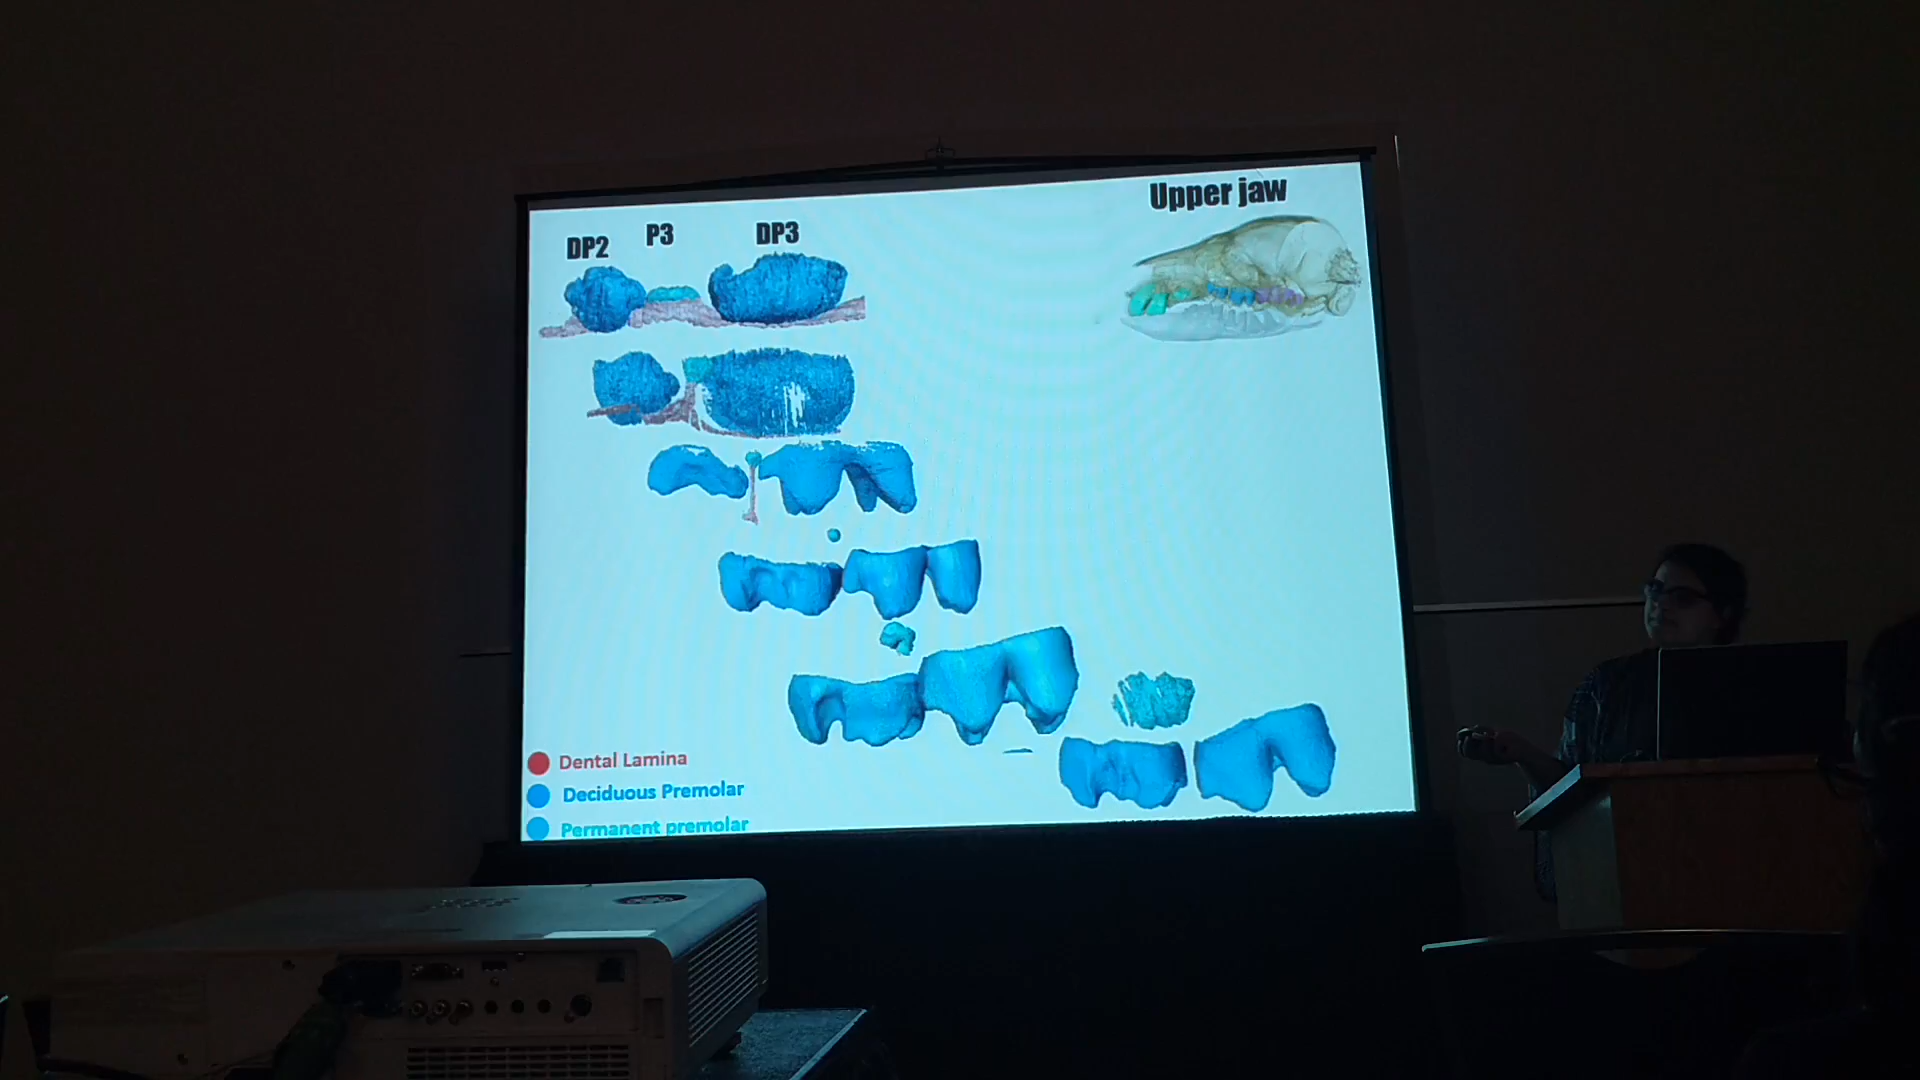 Upper jaw
DP2 P3 DP3
Dental Lamina
Deciduous Premolar
Permanent premolar